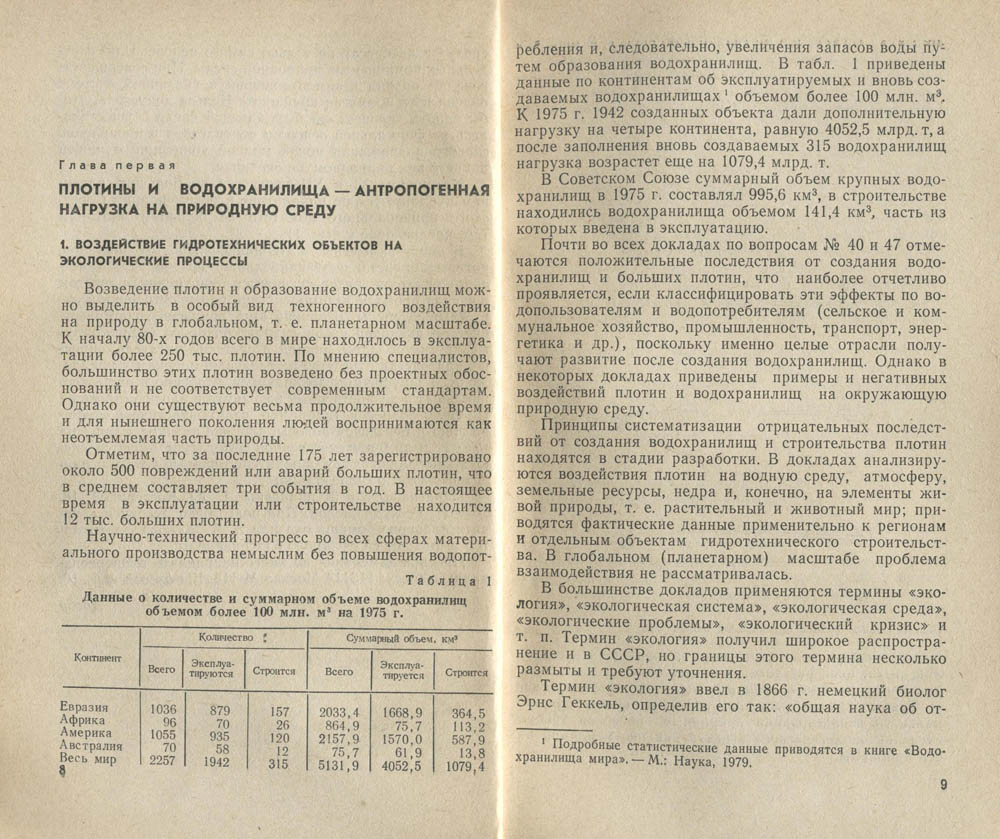 Глава первая
ПЛОТИНЫ И ВОДОХРАНИЛИЩА — АНТРОПОГЕННАЯ
НАГРУЗКА НА ПРИРОДНУЮ СРЕДУ
1. ВОЗДЕЙСТВИЕ ГИДРОТЕХНИЧЕСКИХ ОБЪЕКТОВ НА
ЭКОЛОГИЧЕСКИЕ ПРОЦЕССЫ
Возведение плотин и образование водохранилищ мож-
но выделить в особый вид техногенного воздействия
на природу в глобальном, т. е. планетарном масштабе.
К началу 80-х годов всего в мире находилось в эксплуа-
тации более 250 тыс. плотин. По мнению специалистов,
большинство этих плотин возведено без проектных обос-
нований и не соответствует современным стандартам.
Однако они существуют весьма продолжительное время
и для нынешнего поколения людей воспринимаются как
неотъемлемая часть природы.
Отметим, что за последние 175 лет зарегистрировано
около 500 повреждений или аварий больших плотин, что
в среднем составляет три события в год. В настоящее
время в эксплуатации или строительстве находится
12 тыс. больших плотин.
Научно-технический прогресс во всех сферах матери-
ального производства немыслим без повышения водопот-
Таблица 1
Данные о количестве и суммарном объеме водохранилищ
объемом более 100 млн. м³ на 1975 г.
Континент Количество Суммарный объем, км³
Всего Эксплуа-тируются Строится Всего Эксплуа-тируется Строится
Евразия 1036 879 157 2033,4 1668,9 364,5
Африка 96 70 26 864,9 75,7 113,2
Америка 1055 935 120 2157,9 1570,0 587,9
Австралия 70 58 12 75,7 61,9 13,8
Весь мир 2257 1942 315 5131,9 4052,5 1079,4
8
ребления и, следовательно, увеличения запасов воды пу-
тем образования водохранилищ. В табл. 1 приведены
данные по континентам об эксплуатируемых и вновь соз-
даваемых водохранилищах¹ объемом более 100 млн. м³.
К 1975 г. 1942 созданных объекта дали дополнительную
нагрузку на четыре континента, равную 4052,5 млрд. т, а
после заполнения вновь создаваемых 315 водохранилищ
нагрузка возрастет еще на 1079,4 млрд. т.
В Советском Союзе суммарный объем крупных водо-
хранилищ в 1975 г. составлял 995,6 км³, в строительстве
находились водохранилища объемом 141,4 км³, часть из
которых введена в эксплуатацию.
Почти во всех докладах по вопросам № 40 и 47 отме-
чаются положительные последствия от создания водо-
хранилищ и больших плотин, что наиболее отчетливо
проявляется, если классифицировать эти эффекты по во-
допользователям и водопотребителям (сельское и ком-
мунальное хозяйство, промышленность, транспорт, энер-
гетика и др.), поскольку именно целые отрасли полу-
чают развитие после создания водохранилищ. Однако в
некоторых докладах приведены примеры и негативных
воздействий плотин и водохранилищ на окружающую
природную среду.
Принципы систематизации отрицательных последст-
вий от создания водохранилищ и строительства плотин
находятся в стадии разработки. В докладах анализиру-
ются воздействия плотин на водную среду, атмосферу,
земельные ресурсы, недра и, конечно, на элементы жи-
вой природы, т. е. растительный и животный мир; при-
водятся фактические данные применительно к регионам
и отдельным объектам гидротехнического строительст-
ва. В глобальном (планетарном) масштабе проблема
взаимодействия не рассматривалась.
В большинстве докладов применяются термины «эко-
логия», «экологическая система», «экологическая среда»,
«экологические проблемы», «экологический кризис» и
т. п. Термин «экология» получил широкое распростра-
нение и в СССР, но границы этого термина несколько
размыты и требуют уточнения.
Термин «экология» ввел в 1866 г. немецкий биолог
Эрнс Геккель, определив его так: «общая наука об от-
¹ Подробные статистические данные приводятся в книге «Водо-
хранилища мира». — М.: Наука, 1979.
9